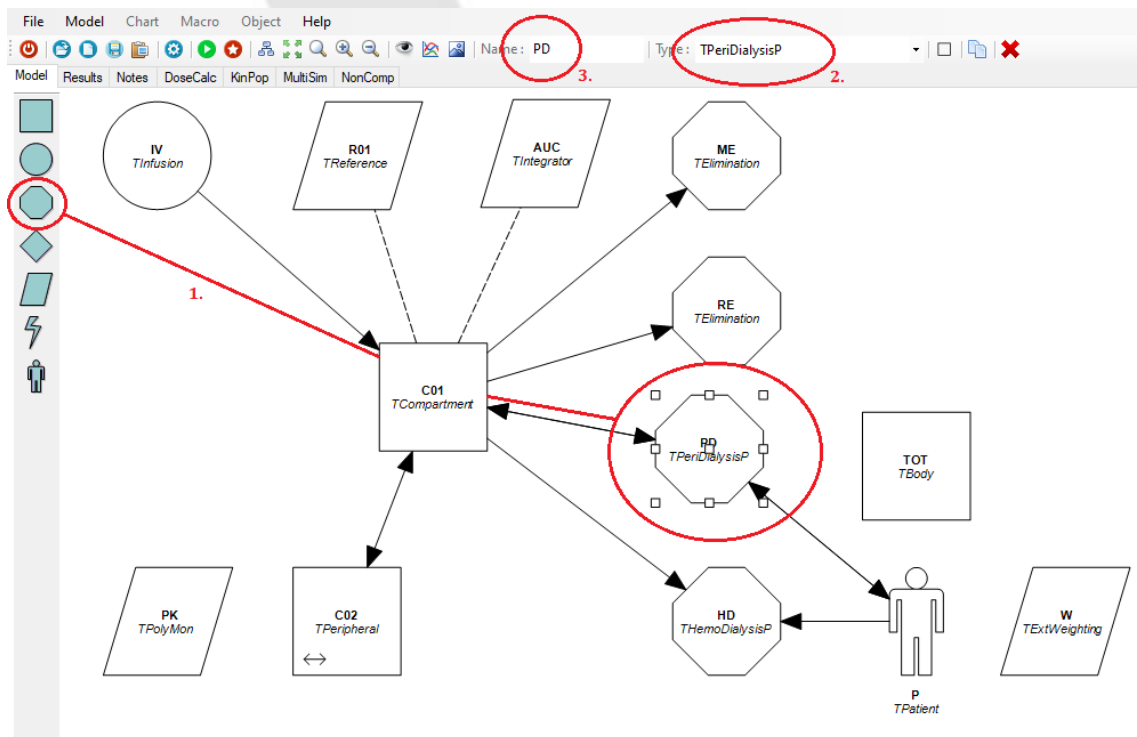 File Model Chart Macro Object Help
Name: PD Type: TPeriDialysisP
3. 2.
Model Results Notes DoseCalc KinPop MultiSim NonComp
IV
TInfusion
R01
TReference
AUC
TIntegrator
ME
TElimination
1.
RE
TElimination
C01
TCompartment
PD
TPeriDialysisP
TOT
TBody
PK
TPolyMon
C02
TPeripheral
HD
THemoDialysisP
W
TExtWeighting
P
TPatient